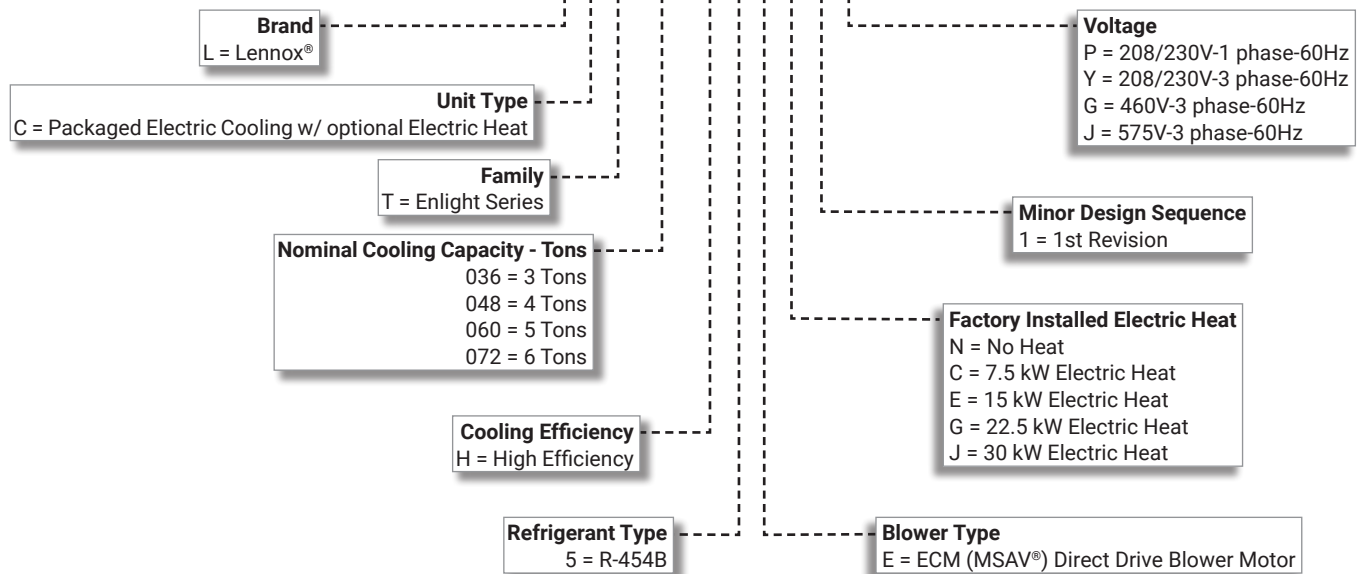 Brand
L = Lennox®
Unit Type
C = Packaged Electric Cooling w/ optional Electric Heat
Family
T = Enlight Series
Nominal Cooling Capacity - Tons
036 = 3 Tons
048 = 4 Tons
060 = 5 Tons
072 = 6 Tons
Cooling Efficiency
H = High Efficiency
Refrigerant Type
5 = R-454B
Voltage
P = 208/230V-1 phase-60Hz
Y = 208/230V-3 phase-60Hz
G = 460V-3 phase-60Hz
J = 575V-3 phase-60Hz
Minor Design Sequence
1 = 1st Revision
Factory Installed Electric Heat
N = No Heat
C = 7.5 kW Electric Heat
E = 15 kW Electric Heat
G = 22.5 kW Electric Heat
J = 30 kW Electric Heat
Blower Type
E = ECM (MSAV®) Direct Drive Blower Motor